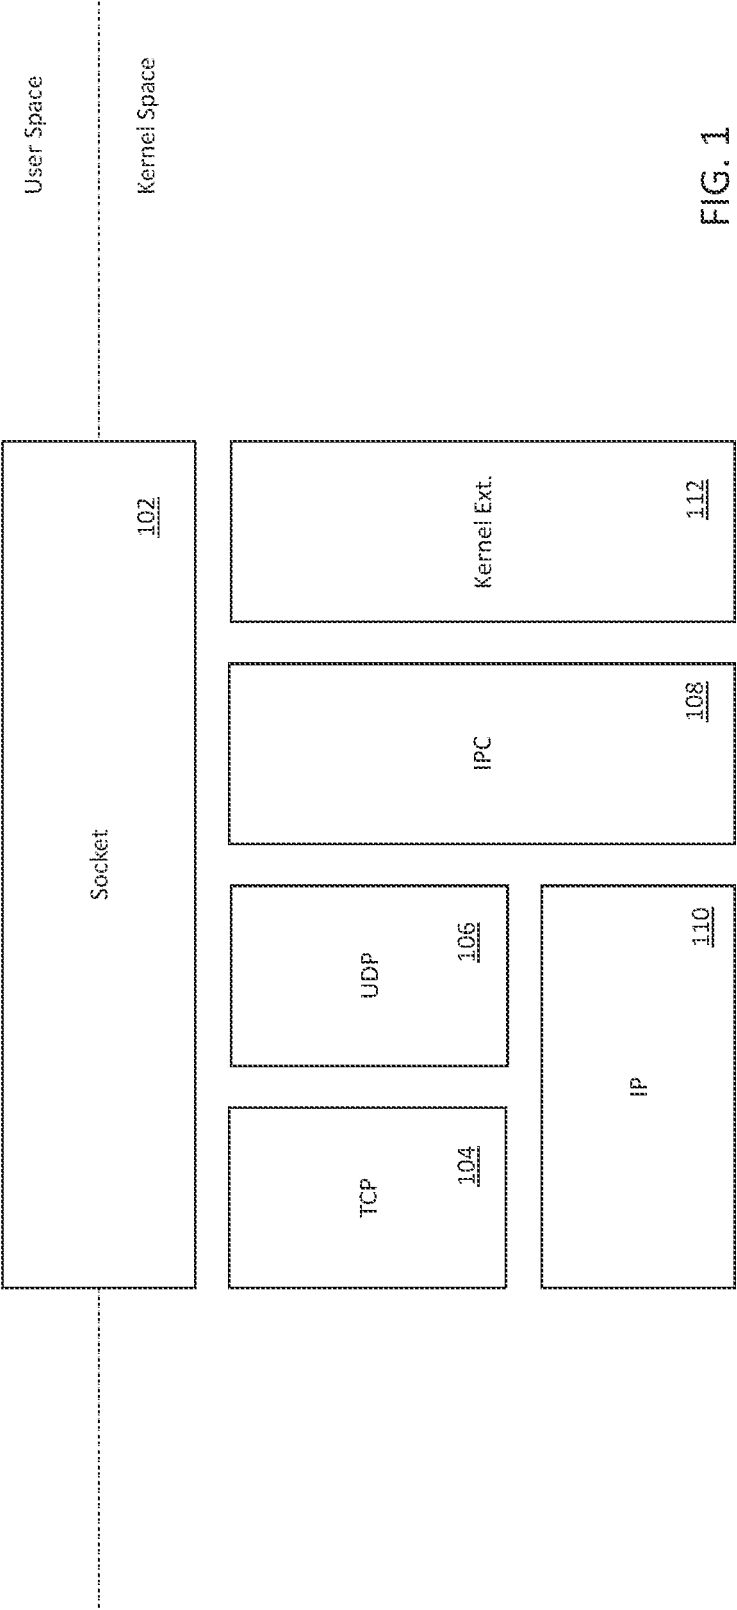 User Space
Kernel Space
Socket
102
TCP
104
UDP
106
IPC
108
Kernel Ext.
112
IP
110
FIG. 1